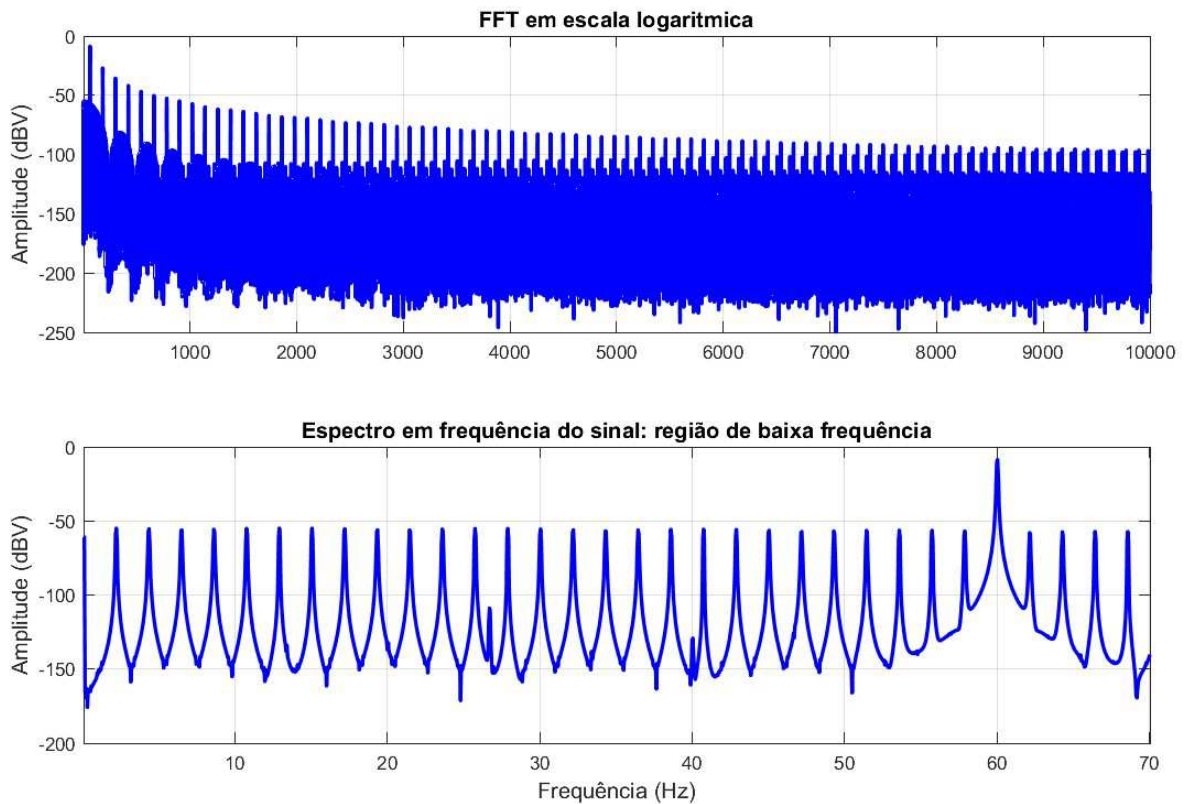 FFT em escala logaritmica
Amplitude (dBV)
0
-50
-100
-150
-200
-250
1000 2000 3000 4000 5000 6000 7000 8000 9000 10000
Espectro em frequência do sinal: região de baixa frequência
Amplitude (dBV)
0
-50
-100
-150
-200
10 20 30 40 50 60 70
Frequência (Hz)